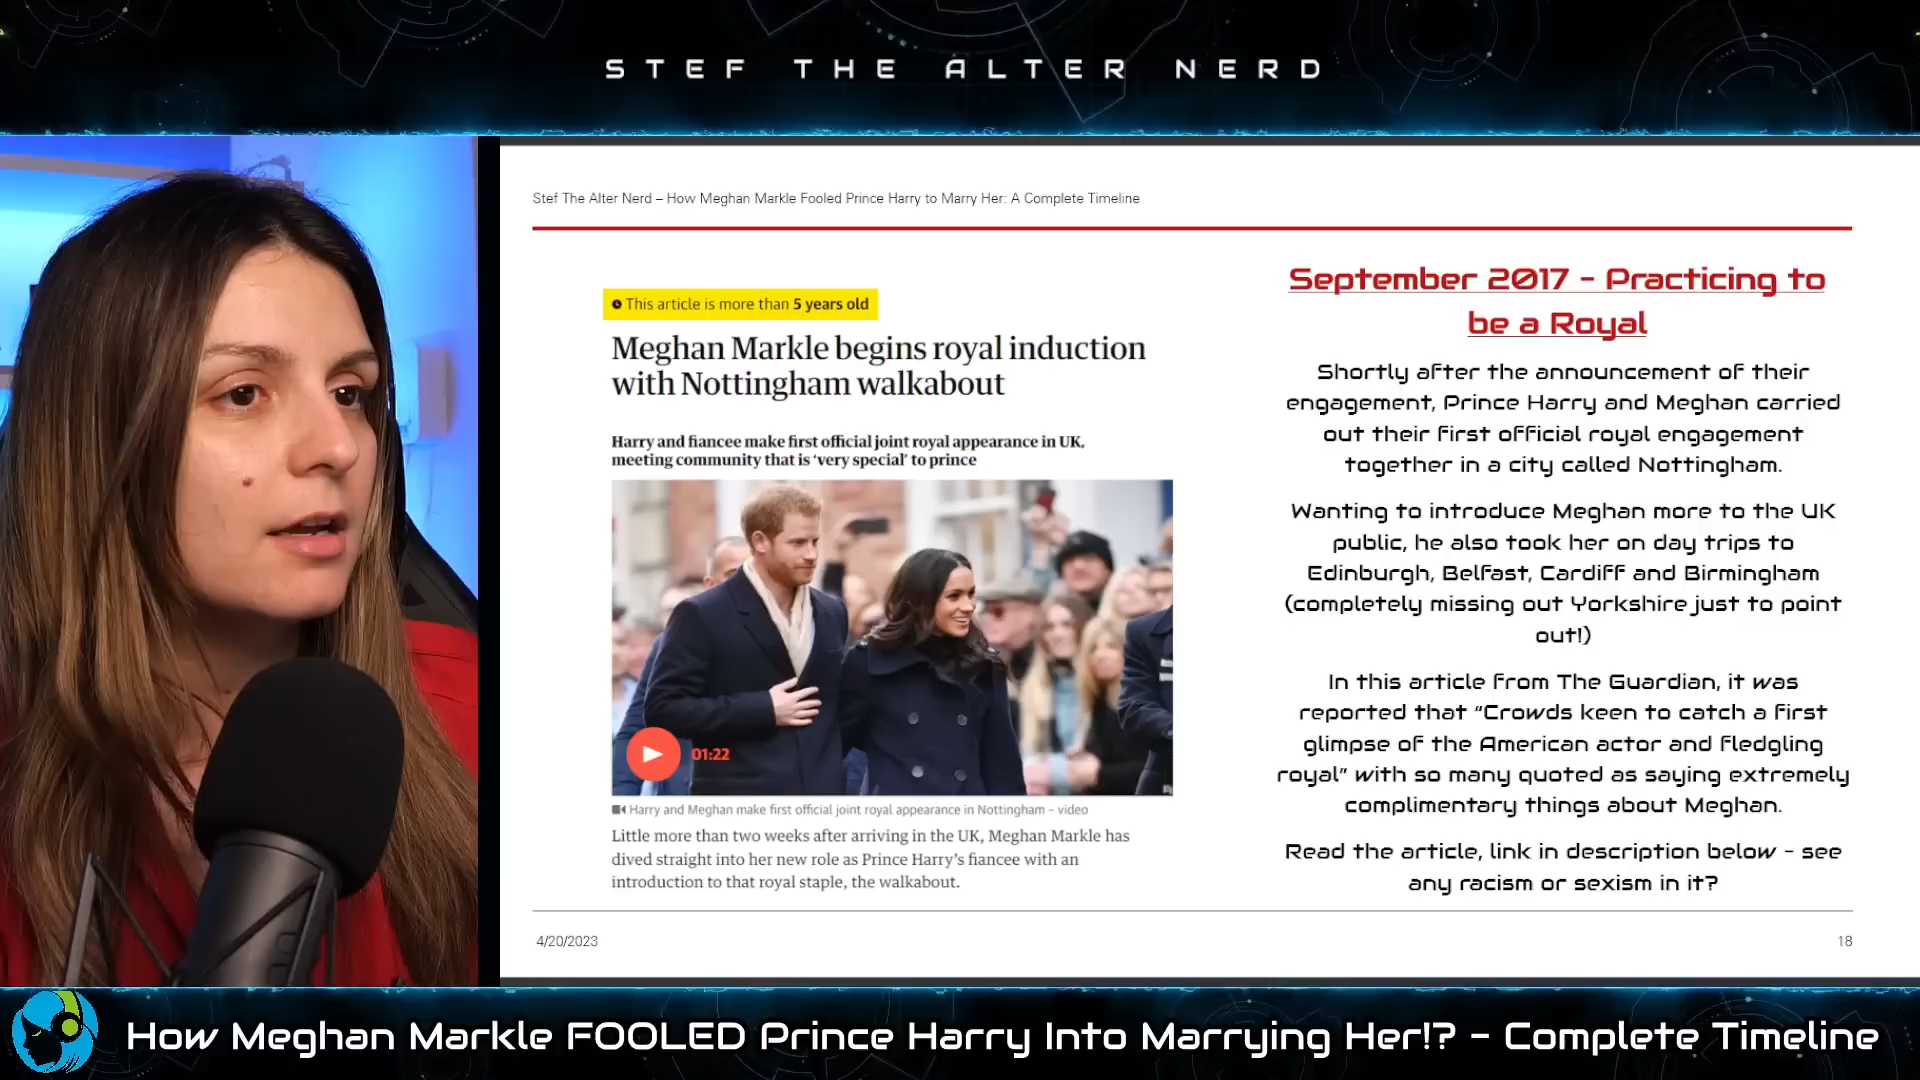 STEF THE ALTER NERD
Stef The Alter Nerd – How Meghan Markle Fooled Prince Harry to Marry Her: A Complete Timeline
This article is more than 5 years old
Meghan Markle begins royal induction
with Nottingham walkabout
Harry and fiancee make first official joint royal appearance in UK,
meeting community that is ‘very special’ to prince
01:22
Harry and Meghan make first official joint royal appearance in Nottingham – video
Little more than two weeks after arriving in the UK, Meghan Markle has
dived straight into her new role as Prince Harry’s fiancee with an
introduction to that royal staple, the walkabout.
September 2017 - Practicing to
be a Royal
Shortly after the announcement of their
engagement, Prince Harry and Meghan carried
out their first official royal engagement
together in a city called Nottingham.
Wanting to introduce Meghan more to the UK
public, he also took her on day trips to
Edinburgh, Belfast, Cardiff and Birmingham
(completely missing out Yorkshire just to point
out!)
In this article from The Guardian, it was
reported that “Crowds keen to catch a first
glimpse of the American actor and fledgling
royal” with so many quoted as saying extremely
complimentary things about Meghan.
Read the article, link in description below - see
any racism or sexism in it?
4/20/2023
18
How Meghan Markle FOOLED Prince Harry Into Marrying Her!? - Complete Timeline